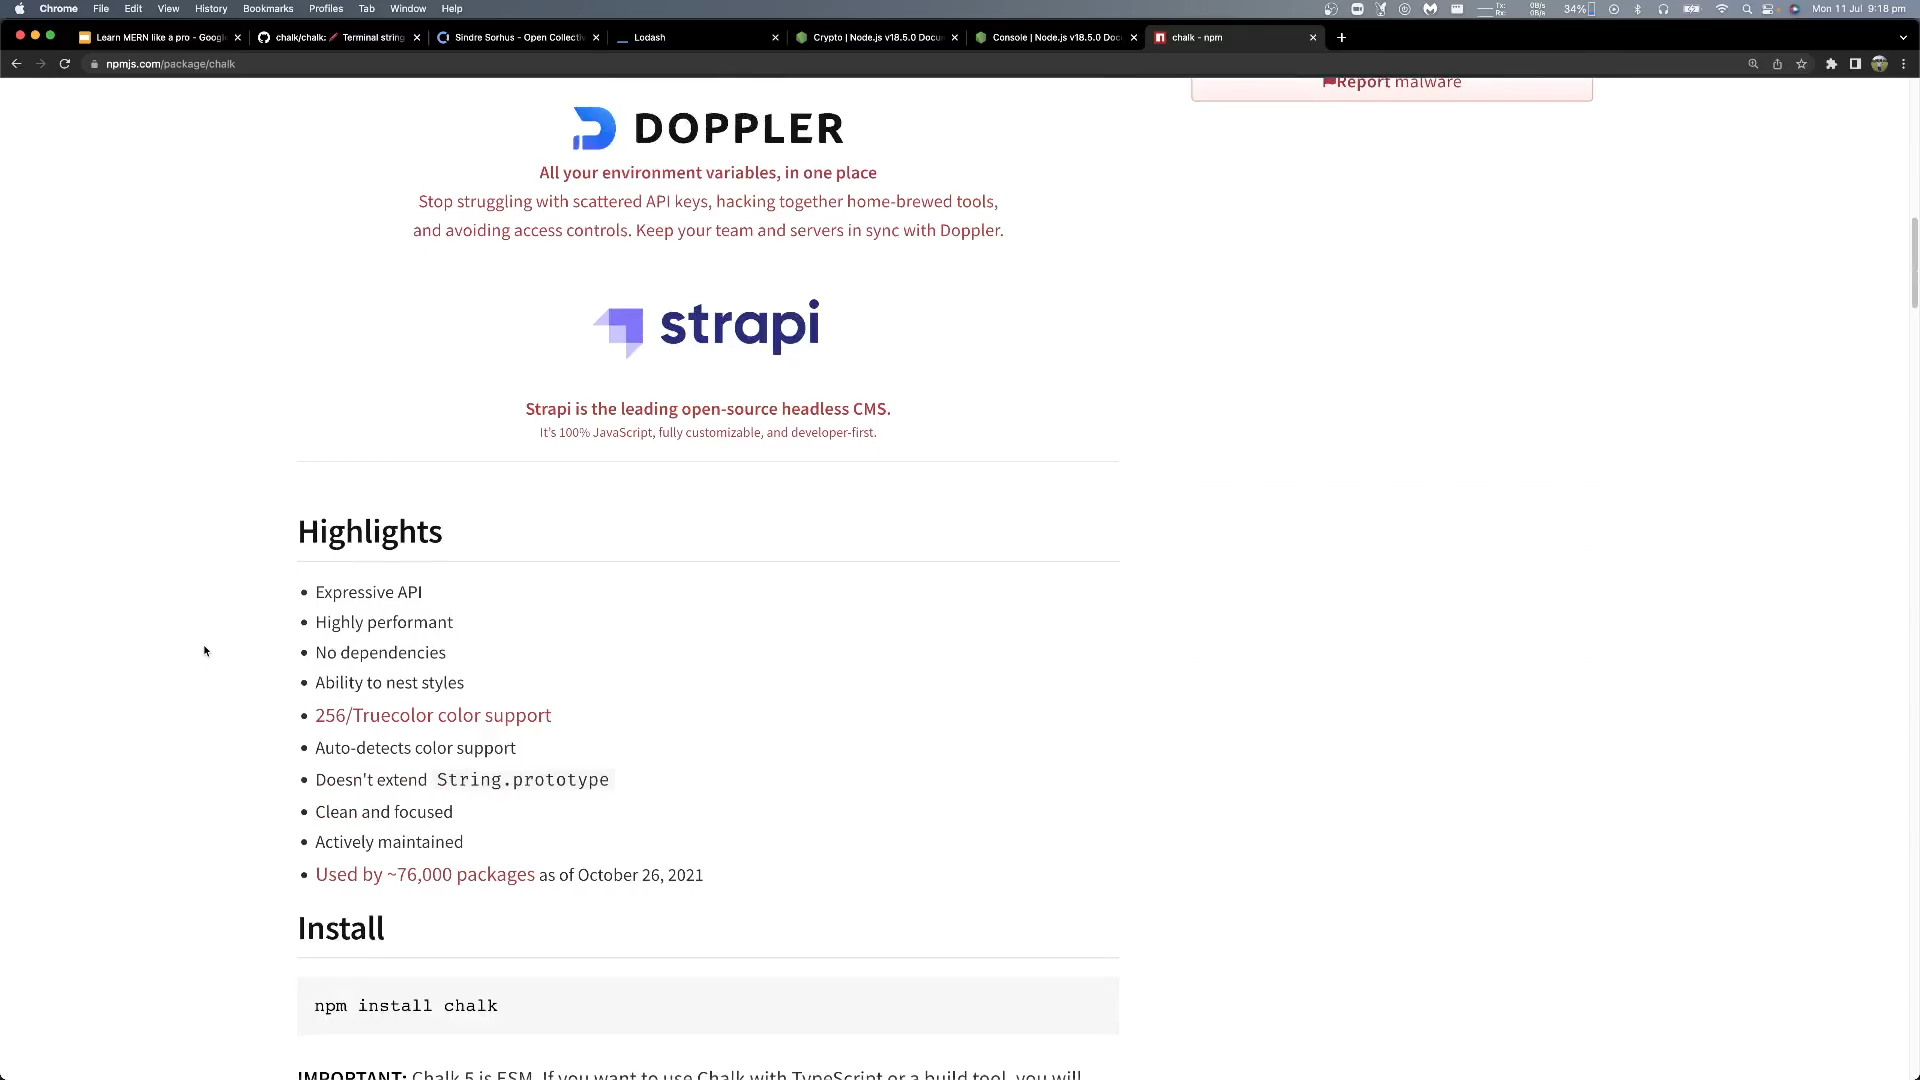 Chrome File Edit View History Bookmarks Profiles Tab Window Help
Tx: Rx: 0B/s 0B/s 34% Mon 11 Jul 9:18 pm
Learn MERN like a pro - Google
chalk/chalk: Terminal string
Sindre Sorhus - Open Collectiv
Lodash
Crypto | Node.js v18.5.0 Docu
Console | Node.js v18.5.0 Doc
chalk - npm
npmjs.com/package/chalk
Report malware
DOPPLER
All your environment variables, in one place
Stop struggling with scattered API keys, hacking together home-brewed tools,
and avoiding access controls. Keep your team and servers in sync with Doppler.
strapi
Strapi is the leading open-source headless CMS.
It's 100% JavaScript, fully customizable, and developer-first.
Highlights
• Expressive API
• Highly performant
• No dependencies
• Ability to nest styles
• 256/Truecolor color support
• Auto-detects color support
• Doesn't extend String.prototype
• Clean and focused
• Actively maintained
• Used by ~76,000 packages as of October 26, 2021
Install
npm install chalk
IMPORTANT: Chalk 5 is ESM. If you want to use Chalk with TypeScript or a build tool, you will